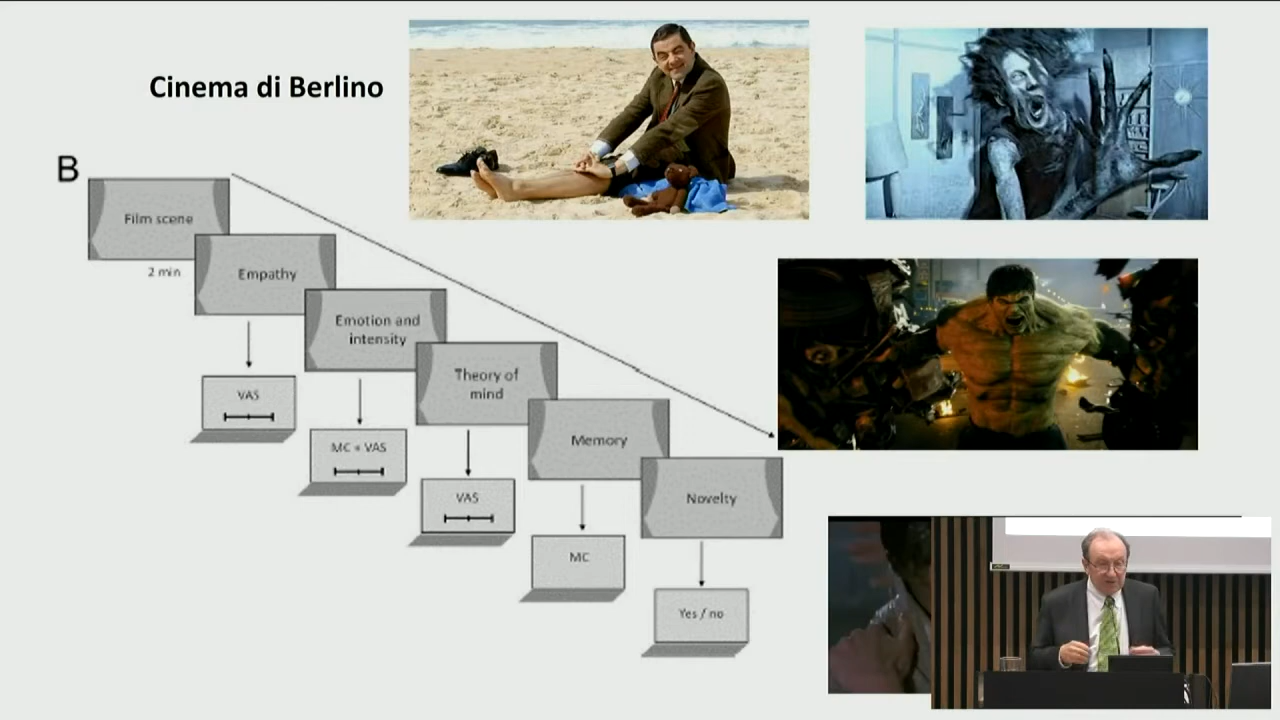 Cinema di Berlino
B
Film scene
2 min
Empathy
VAS
Emotion and
intensity
MC + VAS
Theory of
mind
VAS
Memory
MC
Novelty
Yes / no